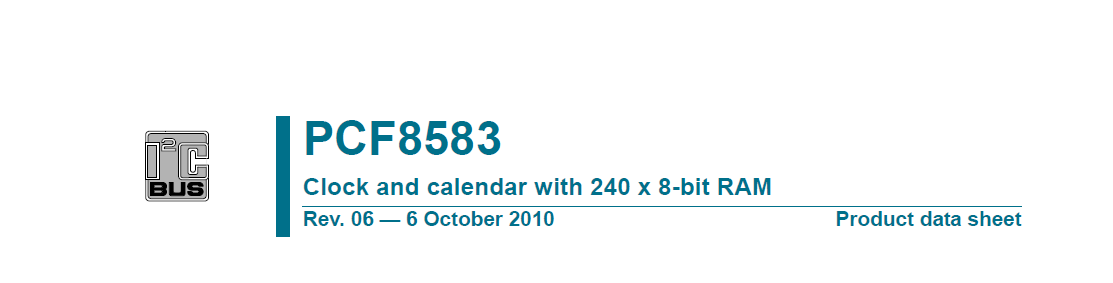 I²C
BUS
PCF8583
Clock and calendar with 240 x 8-bit RAM
Rev. 06 — 6 October 2010
Product data sheet